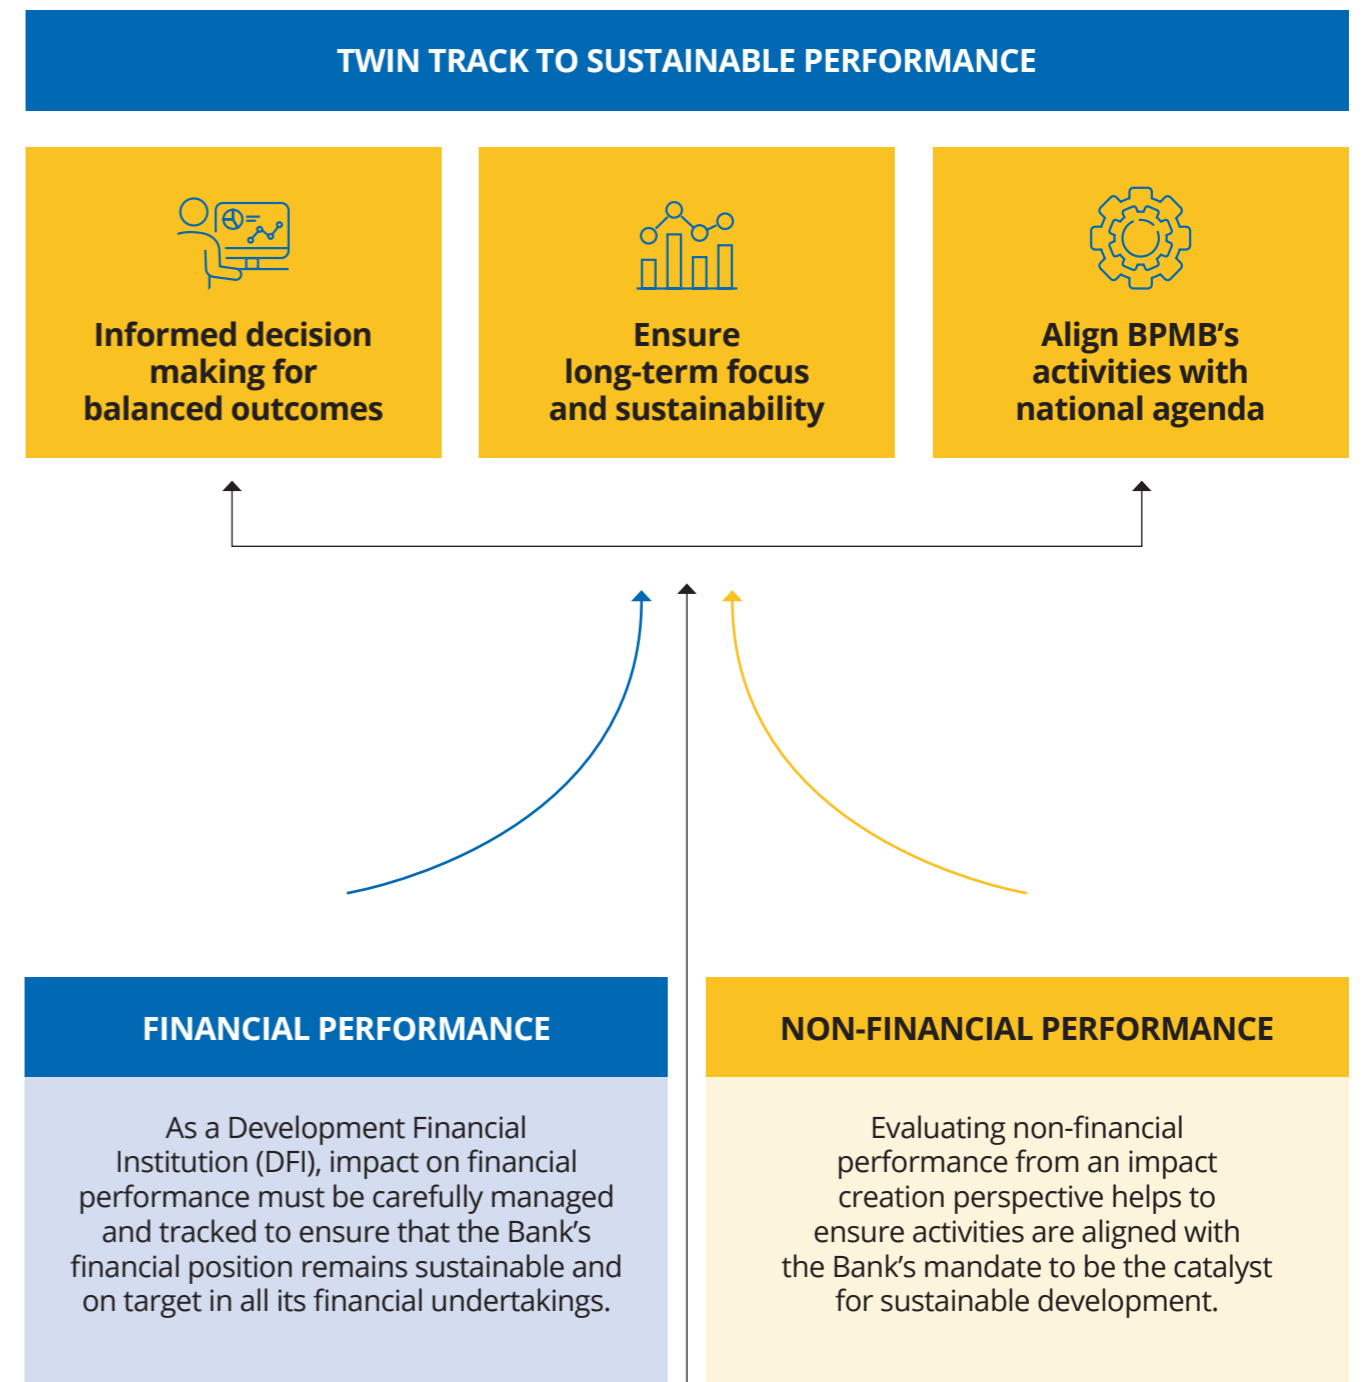 TWIN TRACK TO SUSTAINABLE PERFORMANCE
Informed decision
making for
balanced outcomes
Ensure
long-term focus
and sustainability
Align BPMB’s
activities with
national agenda
FINANCIAL PERFORMANCE
As a Development Financial
Institution (DFI), impact on financial
performance must be carefully managed
and tracked to ensure that the Bank’s
financial position remains sustainable and
on target in all its financial undertakings.
NON-FINANCIAL PERFORMANCE
Evaluating non-financial
performance from an impact
creation perspective helps to
ensure activities are aligned with
the Bank’s mandate to be the catalyst
for sustainable development.